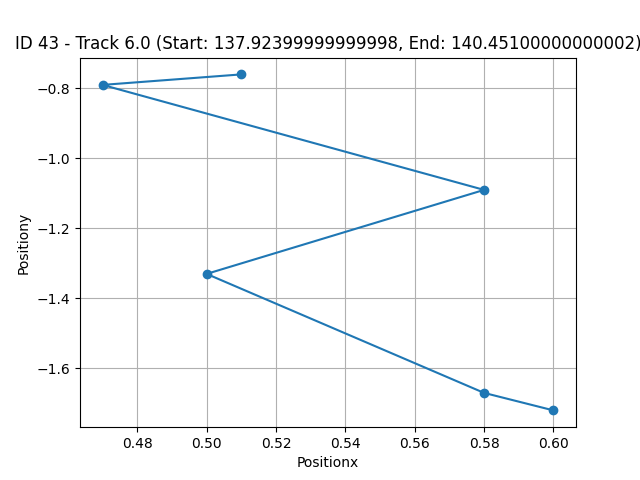 ID 43 - Track 6.0 (Start: 137.92399999999998, End: 140.45100000000002)
−0.8
−1.0
−1.2
−1.4
−1.6
Positiony
0.48 0.50 0.52 0.54 0.56 0.58 0.60
Positionx